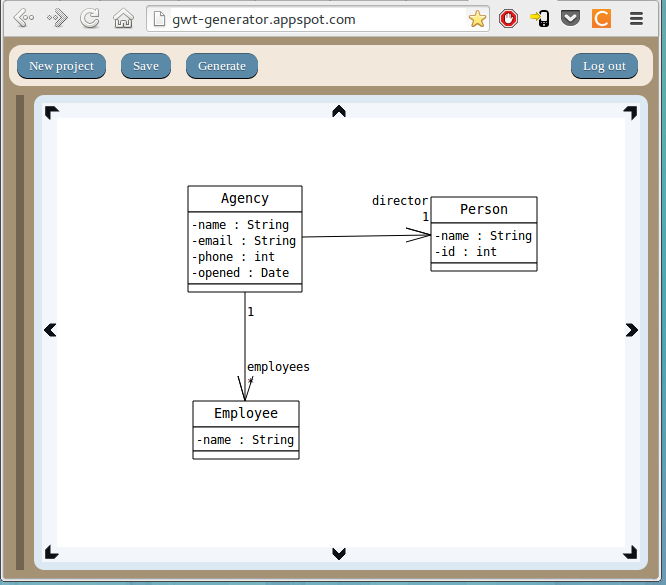 gwt-generator.appspot.com
New project Save Generate Log out
Agency
-name : String
-email : String
-phone : int
-opened : Date
director
1
Person
-name : String
-id : int
1
employees
*
Employee
-name : String